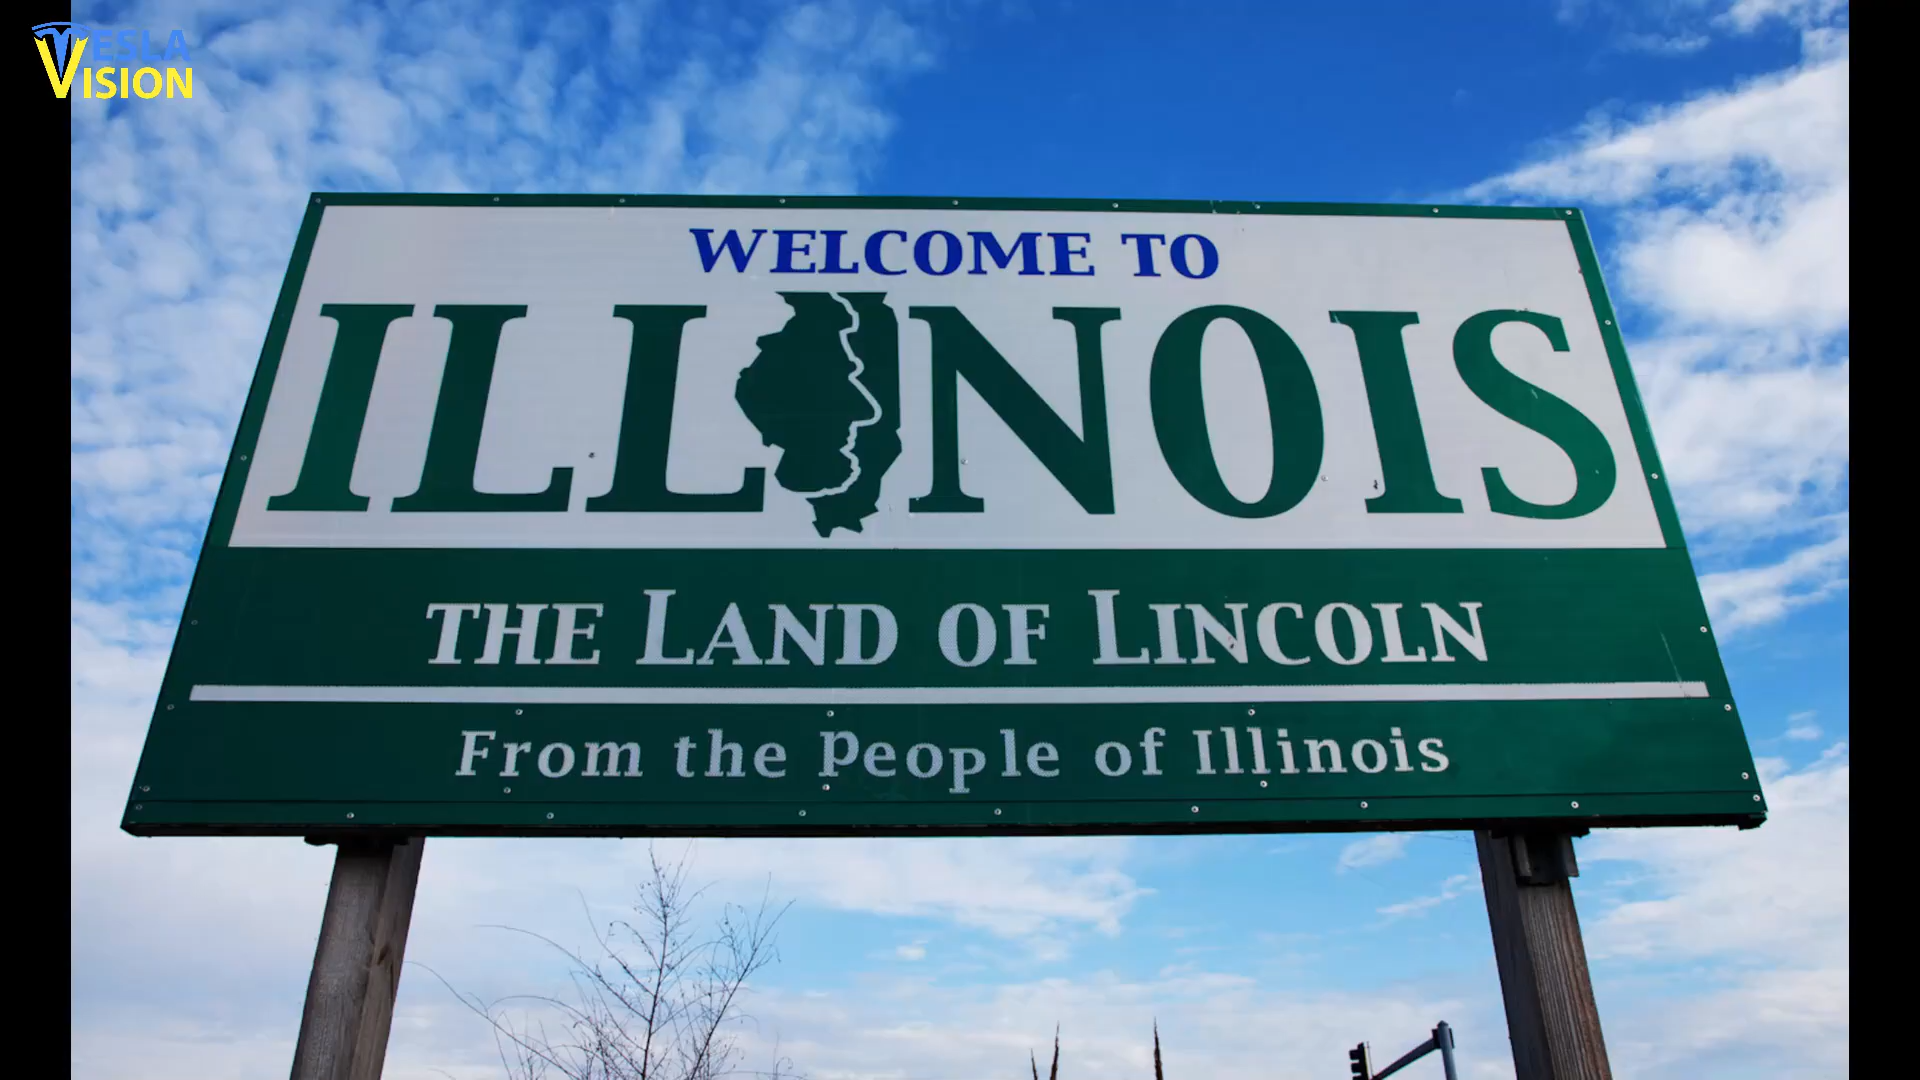 TESLA
VISION
WELCOME TO
ILLINOIS
THE LAND OF LINCOLN
From the People of Illinois